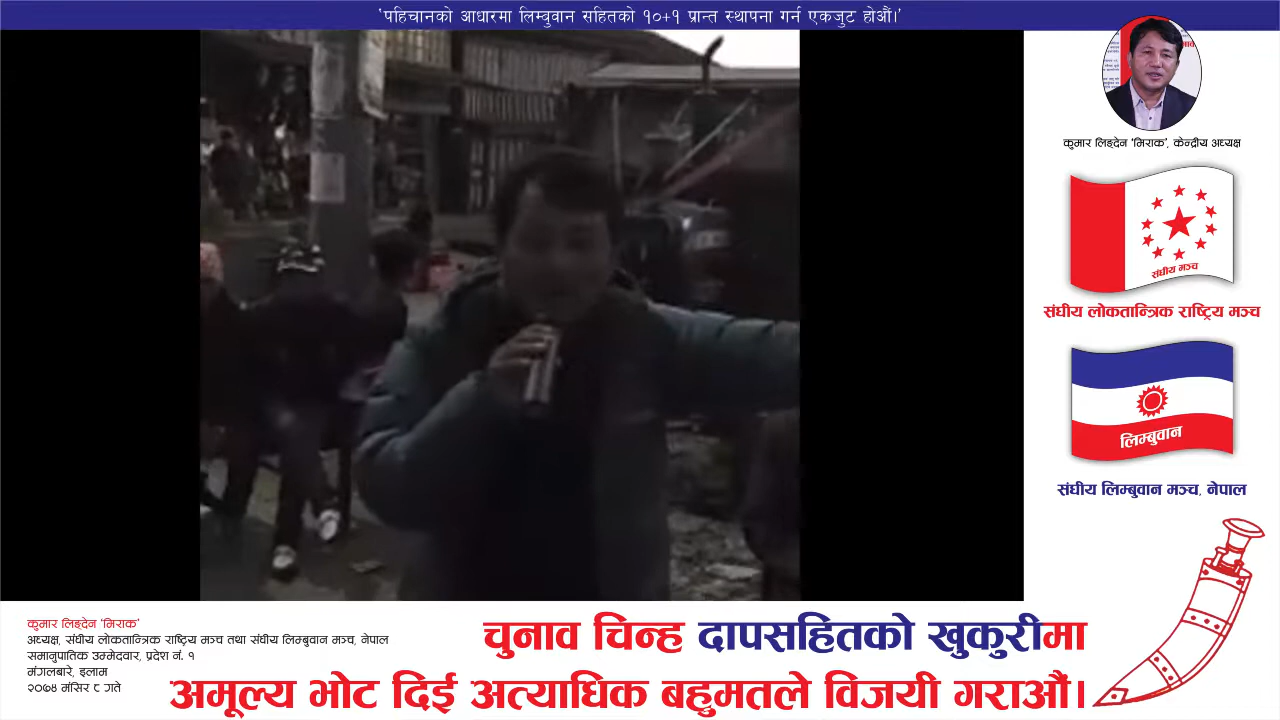 'पहिचानको आधारमा लिम्बुवान सहितको १०+१ प्रान्त स्थापना गर्न एकजुट होऔं।'
कुमार लिङ्देन 'मिराक', केन्द्रीय अध्यक्ष
संघीय मञ्च
संघीय लोकतान्त्रिक राष्ट्रिय मञ्च
लिम्बुवान
संघीय लिम्बुवान मञ्च, नेपाल
कुमार लिङ्देन 'मिराक'
अध्यक्ष, संघीय लोकतान्त्रिक राष्ट्रिय मञ्च तथा संघीय लिम्बुवान मञ्च, नेपाल
समानुपातिक उम्मेदवार, प्रदेश नं. १
मंगलबारे, इलाम
२०७४ मंसिर ८ गते
चुनाव चिन्ह दापसहितको खुकुरीमा
अमूल्य भोट दिई अत्याधिक बहुमतले विजयी गराऔं।